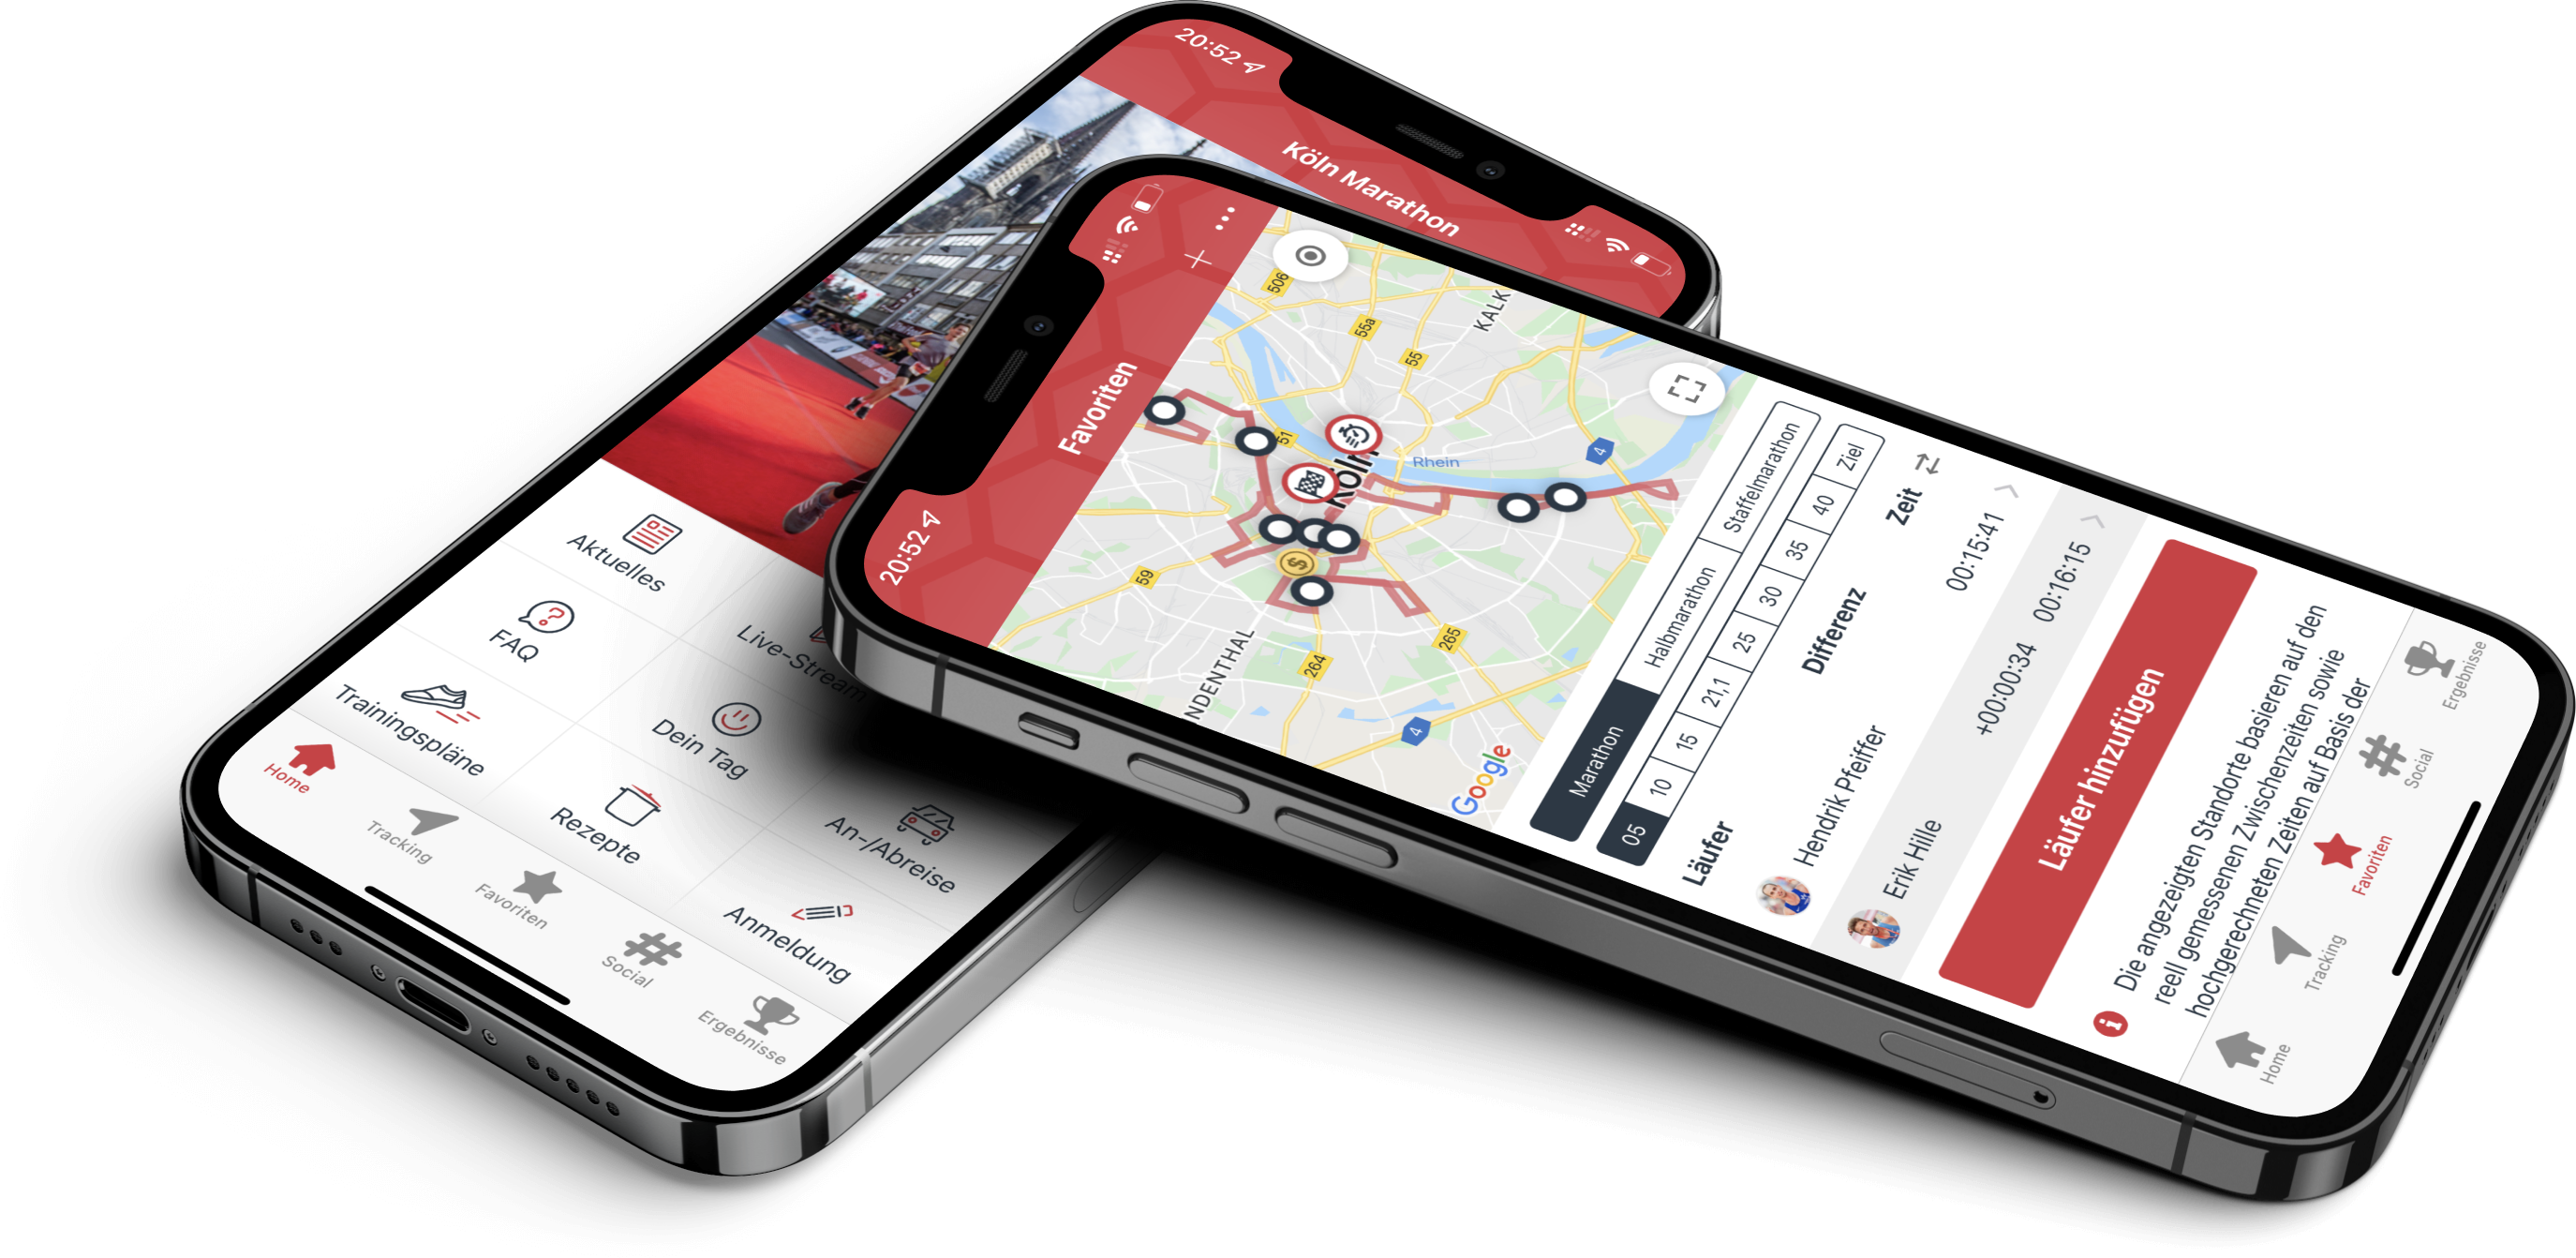 20:52
Köln Marathon
Aktuelles
Live-Stream
FAQ
Dein Tag
An-/Abreise
Trainingspläne
Rezepte
Anmeldung
Home
Tracking
Favoriten
Social
Ergebnisse
20:52
Favoriten
506
55a
55
KALK
51
Köln
Rhein
4
59
NDENTHAL
264
265
4
Google
Marathon
Halbmarathon
Staffelmarathon
05
10
15
21,1
25
30
35
40
Ziel
Läufer
Differenz
Zeit
Hendrik Pfeiffer
00:15:41
Erik Hille
+00:00:34
00:16:15
Läufer hinzufügen
Die angezeigten Standorte basieren auf den
reell gemessenen Zwischenzeiten sowie
hochgerechneten Zeiten auf Basis der
Home
Tracking
Favoriten
Social
Ergebnisse